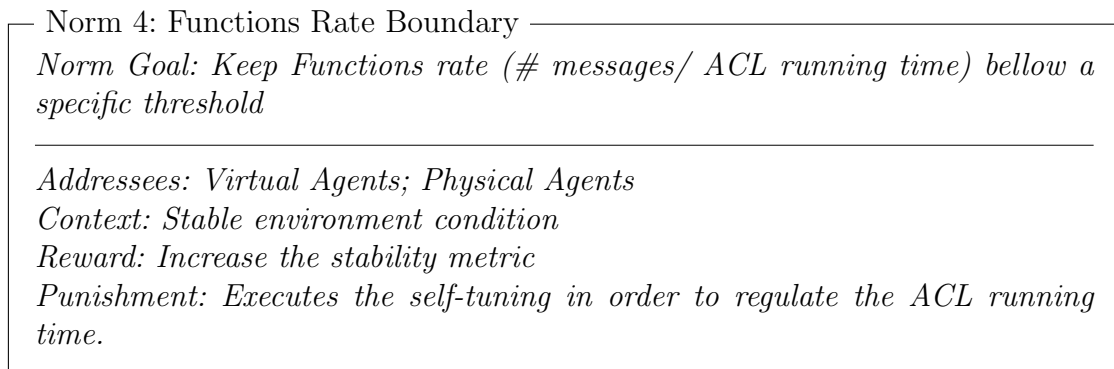 Norm 4: Functions Rate Boundary
Norm Goal: Keep Functions rate (# messages/ ACL running time) bellow a
specific threshold
Addressees: Virtual Agents; Physical Agents
Context: Stable environment condition
Reward: Increase the stability metric
Punishment: Executes the self-tuning in order to regulate the ACL running
time.